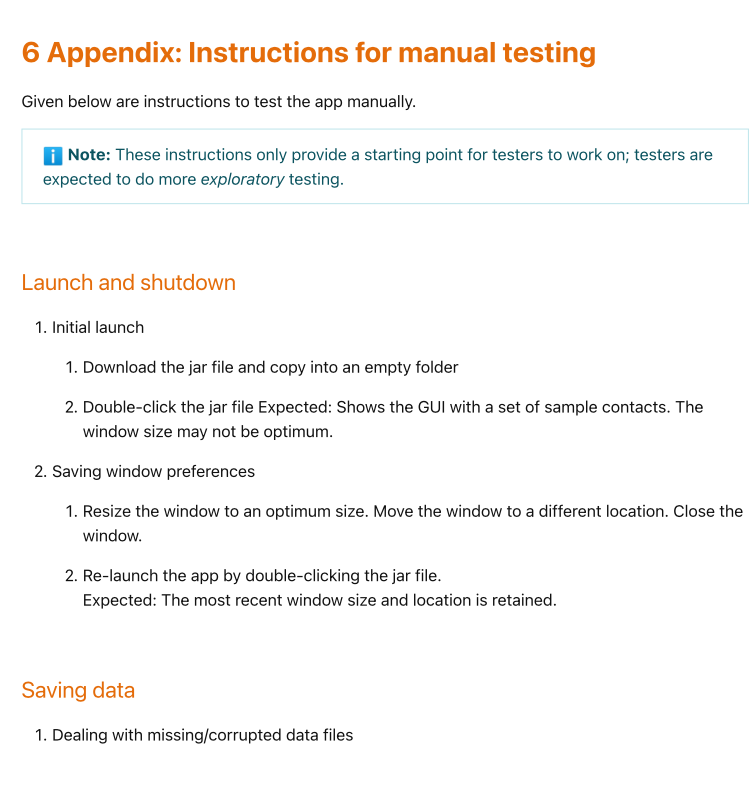 6 Appendix: Instructions for manual testing
Given below are instructions to test the app manually.
ℹ️ Note: These instructions only provide a starting point for testers to work on; testers are
expected to do more exploratory testing.
Launch and shutdown
1. Initial launch
1. Download the jar file and copy into an empty folder
2. Double-click the jar file Expected: Shows the GUI with a set of sample contacts. The
window size may not be optimum.
2. Saving window preferences
1. Resize the window to an optimum size. Move the window to a different location. Close the
window.
2. Re-launch the app by double-clicking the jar file.
Expected: The most recent window size and location is retained.
Saving data
1. Dealing with missing/corrupted data files